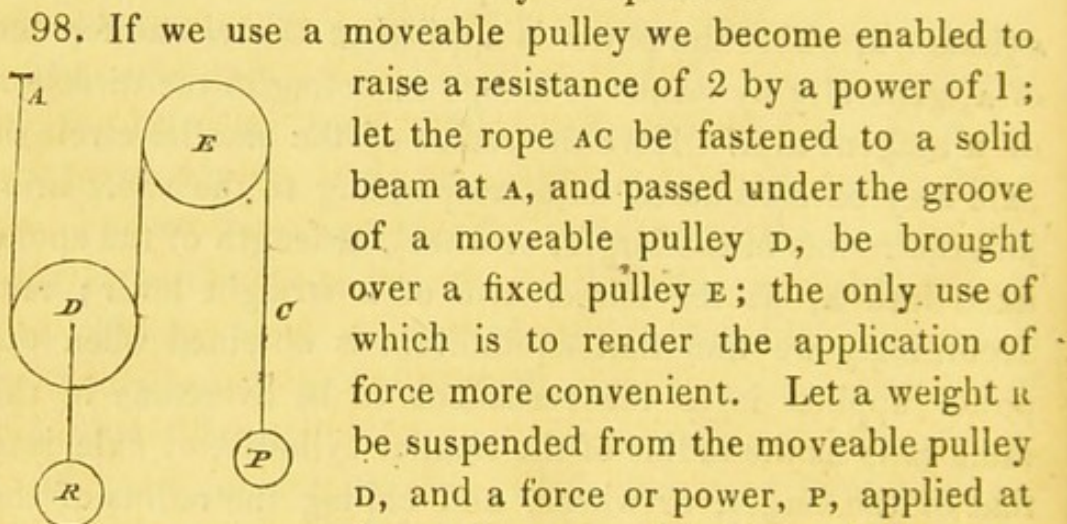 98. If we use a moveable pulley we become enabled to
raise a resistance of 2 by a power of 1 ;
let the rope AC be fastened to a solid
beam at A, and passed under the groove
of a moveable pulley D, be brought
over a fixed pulley E ; the only use of
which is to render the application of
force more convenient. Let a weight R
be suspended from the moveable pulley
D, and a force or power, P, applied at
A
E
D
C
P
R